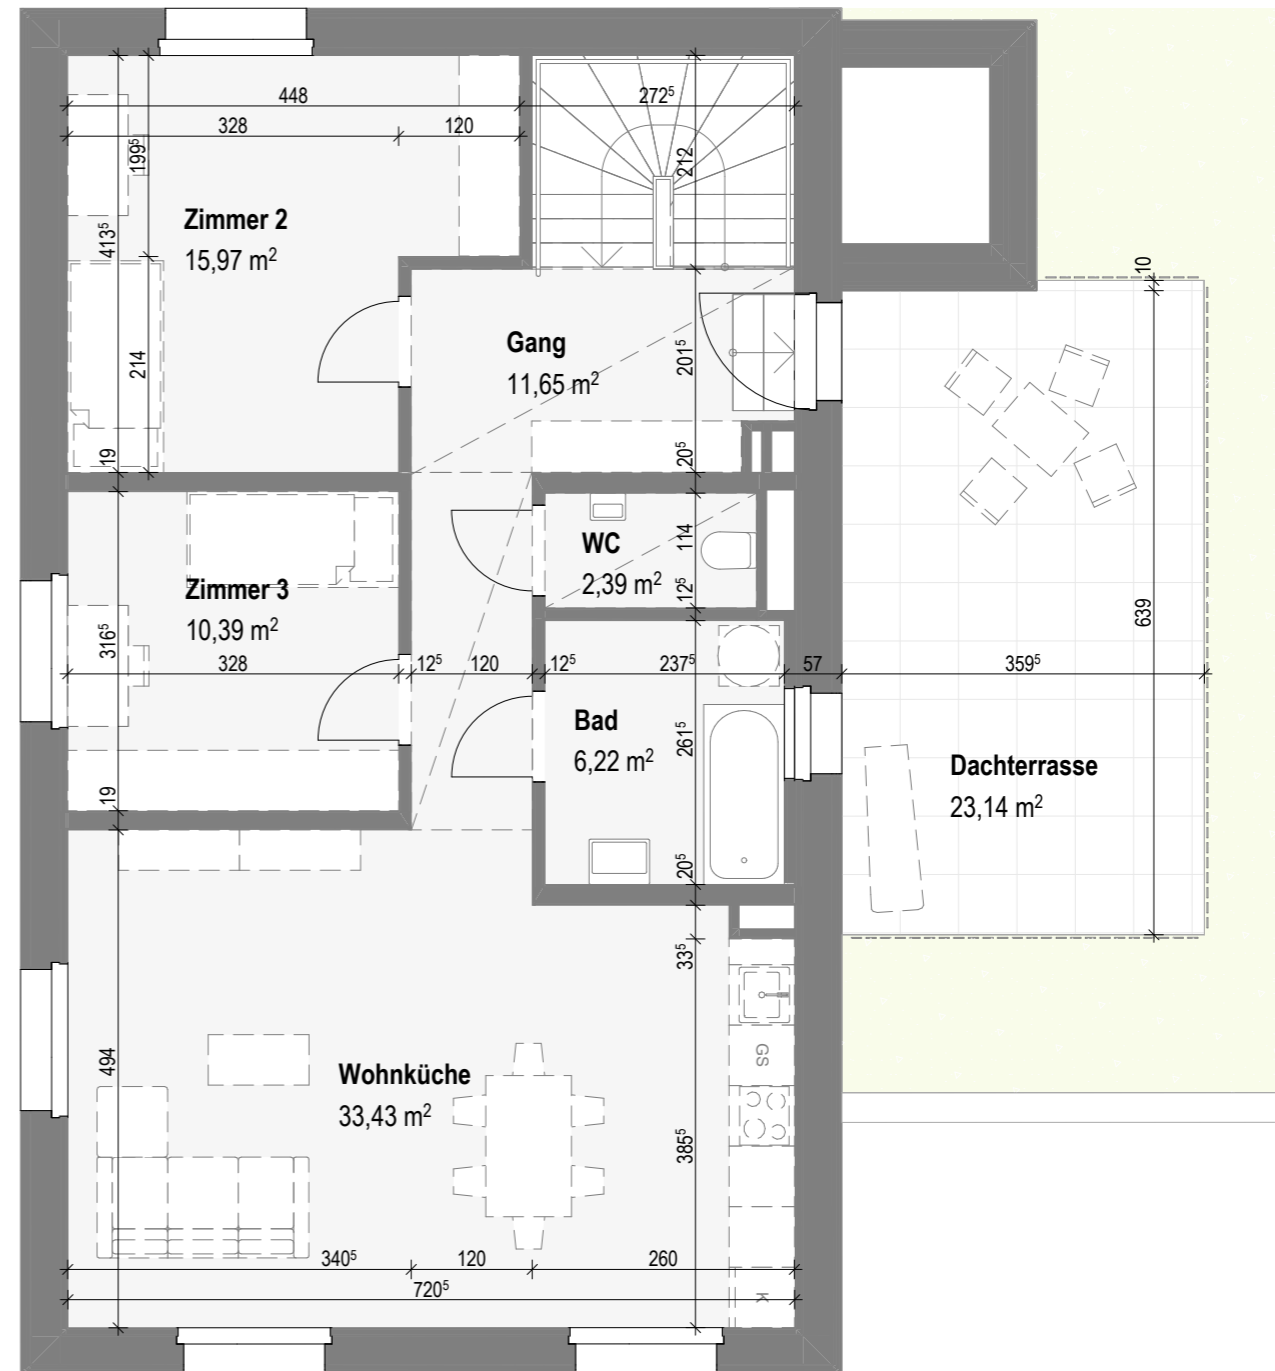 448
272⁵
328
120
199⁵
212
413⁵
Zimmer 2
15,97 m²
10
214
Gang
11,65 m²
201⁵
19
20⁵
WC
2,39 m²
114
12⁵
Zimmer 3
10,39 m²
316⁵
639
328
12⁵
120
12⁵
237⁵
57
359⁵
Bad
6,22 m²
261⁵
Dachterrasse
23,14 m²
19
20⁵
33⁵
494
GS
Wohnküche
33,43 m²
385⁵
340⁵
120
260
720⁵
K